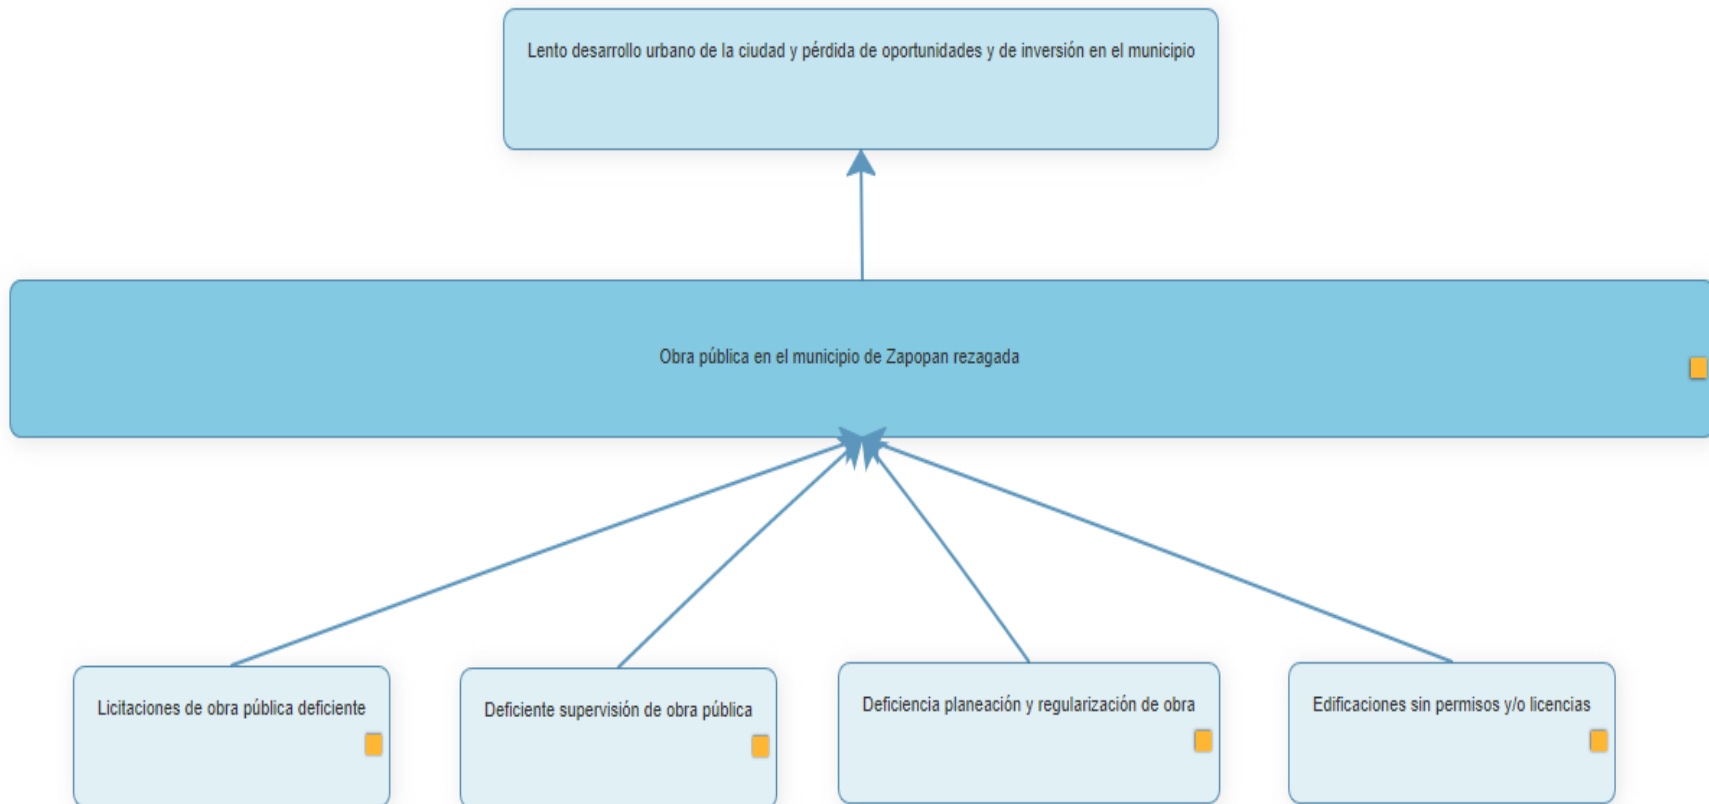 Lento desarrollo urbano de la ciudad y pérdida de oportunidades y de inversión en el municipio
Obra pública en el municipio de Zapopan rezagada
Licitaciones de obra pública deficiente
Deficiente supervisión de obra pública
Deficiencia planeación y regularización de obra
Edificaciones sin permisos y/o licencias